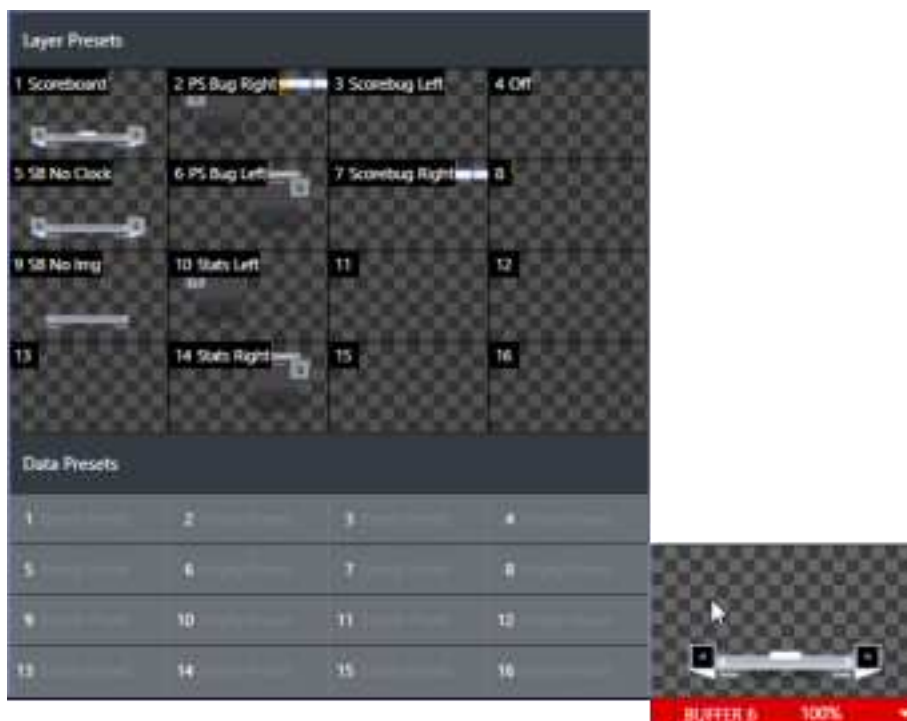 Layer Presets
1 Scoreboard 2 PS Bug Right 3 Scorebug Left 4 Off
5 SB No Clock 6 PS Bug Left 7 Scorebug Right 8
9 SB No Img 10 Stats Left 11 12
13 14 Stats Right 15 16
Data Presets
1 2 3 4
5 6 7 8
9 10 11 12
13 14 15 16
BUFFER 6 100%